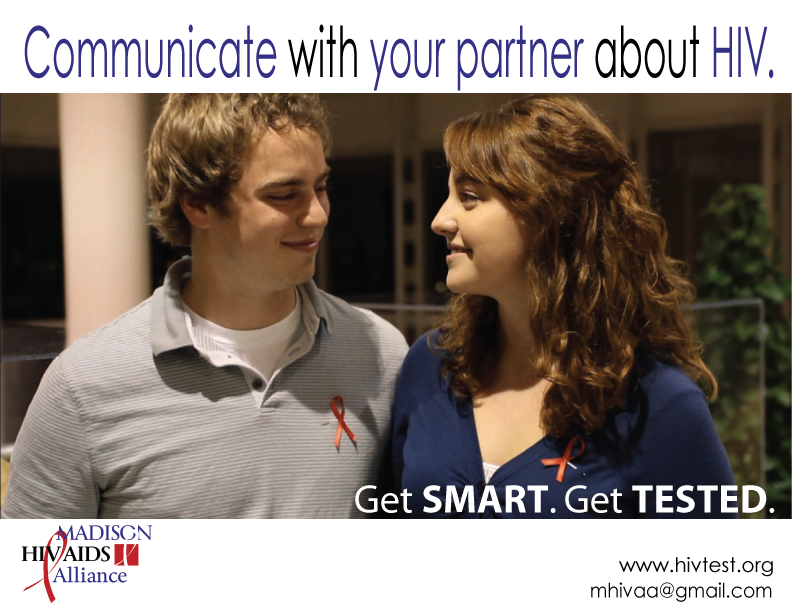 Communicate with your partner about HIV.
Get SMART. Get TESTED.
MADISON
HIV/AIDS
Alliance
www.hivtest.org
mhivaa@gmail.com